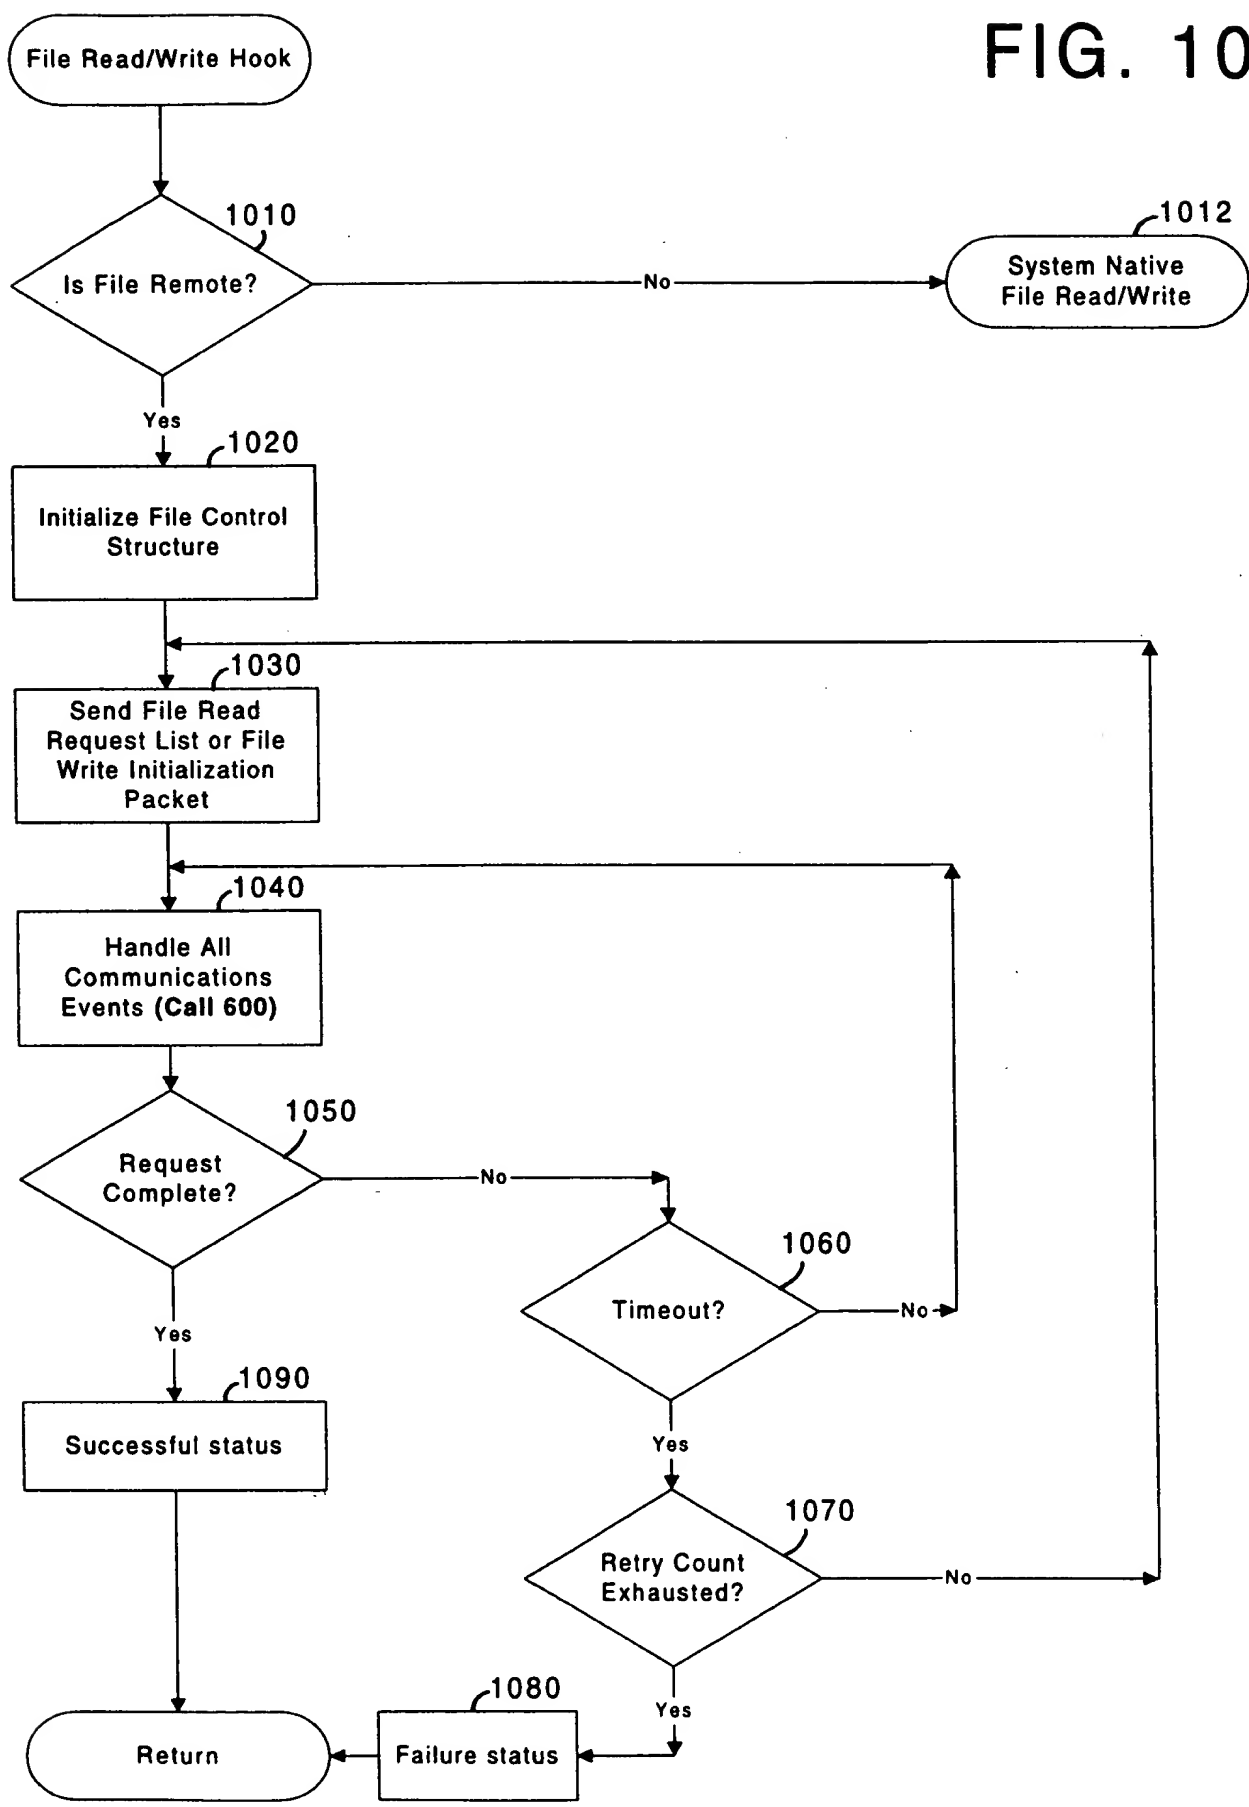 FIG. 10
File Read/Write Hook
1010
Is File Remote?
No
1012
System Native
File Read/Write
Yes
1020
Initialize File Control
Structure
1030
Send File Read
Request List or File
Write Initialization
Packet
1040
Handle All
Communications
Events (Call 600)
1050
Request
Complete?
No
1060
Timeout?
No
Yes
1090
Successful status
Yes
1070
Retry Count
Exhausted?
No
Yes
1080
Failure status
Return